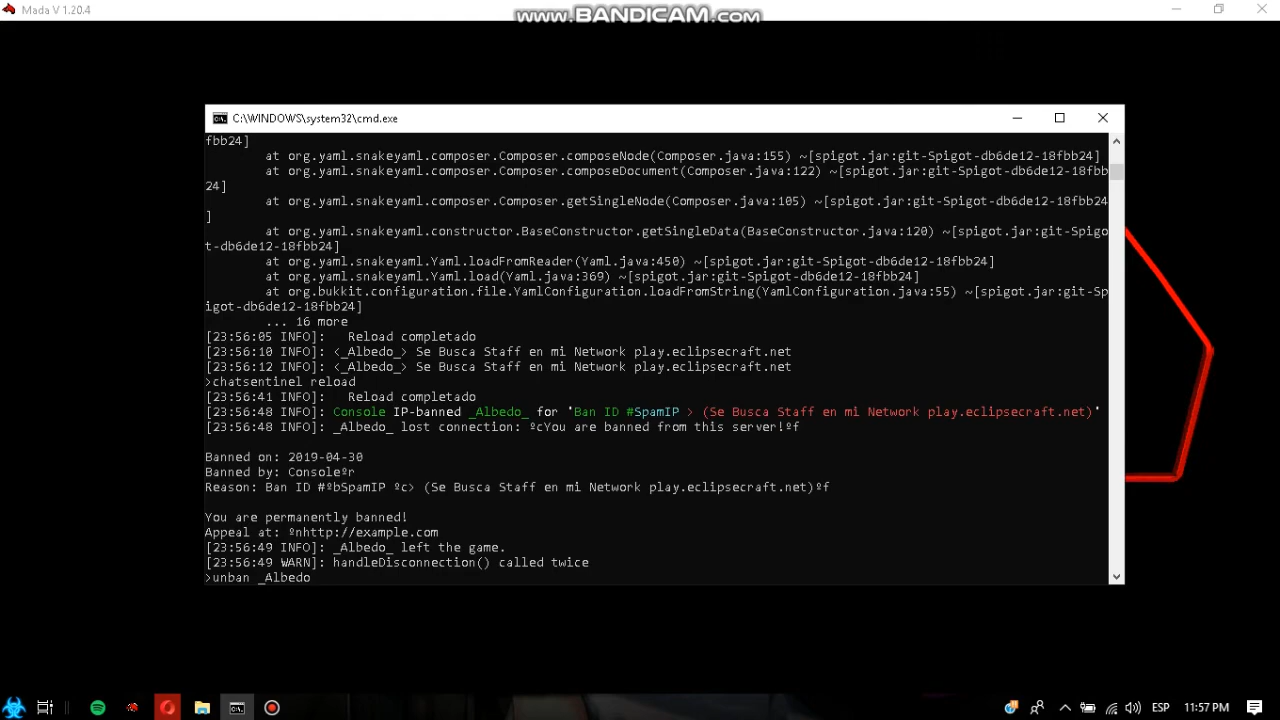 Mada V 1.20.4
www.BANDICAM.com
C:\WINDOWS\system32\cmd.exe
fbb24]
at org.yaml.snakeyaml.composer.Composer.composeNode(Composer.java:155) ~[spigot.jar:git-Spigot-db6de12-18fbb24]
at org.yaml.snakeyaml.composer.Composer.composeDocument(Composer.java:122) ~[spigot.jar:git-Spigot-db6de12-18fbb
24]
at org.yaml.snakeyaml.composer.Composer.getSingleNode(Composer.java:105) ~[spigot.jar:git-Spigot-db6de12-18fbb24
]
at org.yaml.snakeyaml.constructor.BaseConstructor.getSingleData(BaseConstructor.java:120) ~[spigot.jar:git-Spigo
t-db6de12-18fbb24]
at org.yaml.snakeyaml.Yaml.loadFromReader(Yaml.java:450) ~[spigot.jar:git-Spigot-db6de12-18fbb24]
at org.yaml.snakeyaml.Yaml.load(Yaml.java:369) ~[spigot.jar:git-Spigot-db6de12-18fbb24]
at org.bukkit.configuration.file.YamlConfiguration.loadFromString(YamlConfiguration.java:55) ~[spigot.jar:git-Sp
igot-db6de12-18fbb24]
... 16 more
[23:56:05 INFO]:   Reload completado
[23:56:10 INFO]: <_Albedo_> Se Busca Staff en mi Network play.eclipsecraft.net
[23:56:12 INFO]: <_Albedo_> Se Busca Staff en mi Network play.eclipsecraft.net
>chatsentinel reload
[23:56:41 INFO]:   Reload completado
[23:56:48 INFO]: Console IP-banned _Albedo_ for 'Ban ID #SpamIP > (Se Busca Staff en mi Network play.eclipsecraft.net)'
[23:56:48 INFO]: _Albedo_ lost connection: ºcYou are banned from this server!ºf
Banned on: 2019-04-30
Banned by: Consoleºr
Reason: Ban ID #ºbSpamIP ºc> (Se Busca Staff en mi Network play.eclipsecraft.net)ºf
You are permanently banned!
Appeal at: ºnhttp://example.com
[23:56:49 INFO]: _Albedo_ left the game.
[23:56:49 WARN]: handleDisconnection() called twice
>unban _Albedo
ESP
11:57 PM